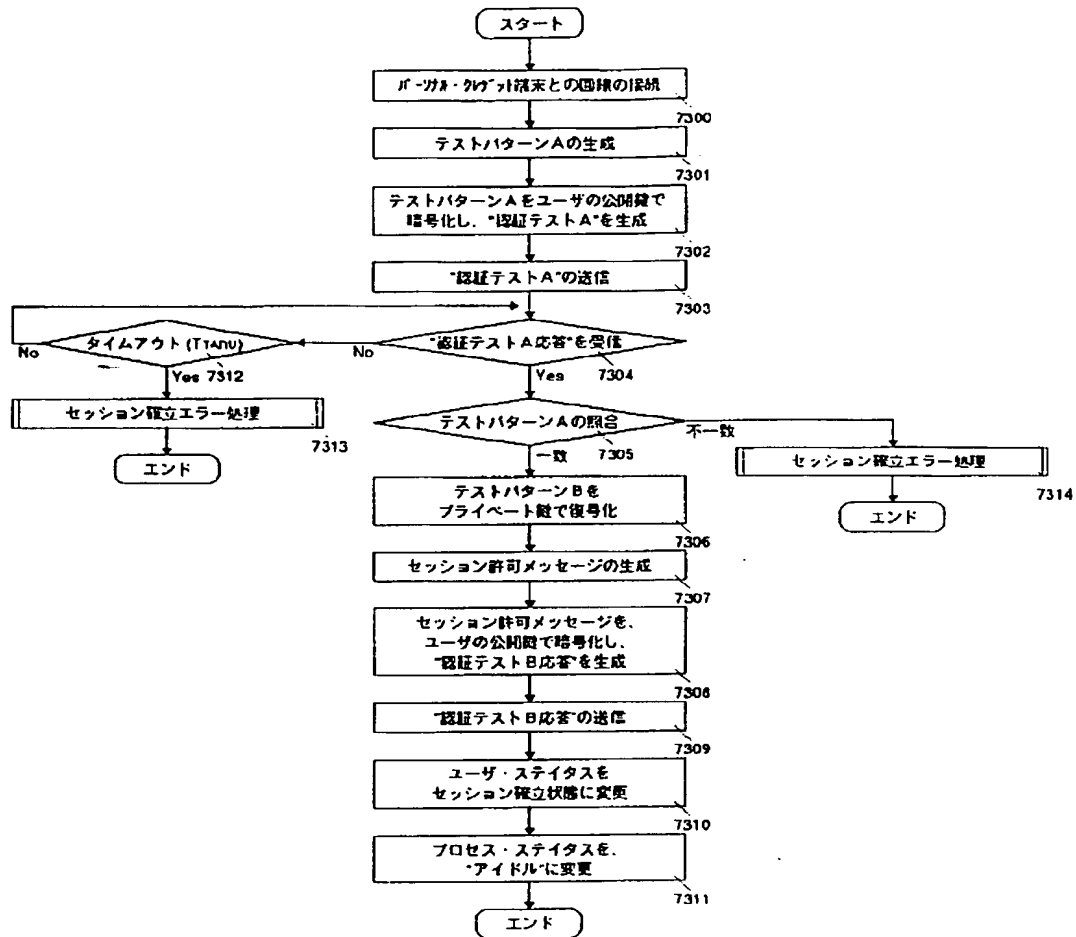 スタート
パーソナル・クレジット端末との回線の接続
7300
テストパターンAの生成
7301
テストパターンAをユーザの公開鍵で
暗号化し、"認証テストA"を生成
7302
"認証テストA"の送信
7303
"認証テストA応答"を受信
7304
No
Yes
タイムアウト (TTANU)
7312
No
Yes
セッション確立エラー処理
7313
エンド
テストパターンAの照合
7305
不一致
一致
セッション確立エラー処理
7314
エンド
テストパターンBを
プライベート鍵で復号化
7306
セッション許可メッセージの生成
7307
セッション許可メッセージを、
ユーザの公開鍵で暗号化し、
"認証テストB応答"を生成
7308
"認証テストB応答"の送信
7309
ユーザ・ステイタスを
セッション確立状態に変更
7310
プロセス・ステイタスを、
"アイドル"に変更
7311
エンド